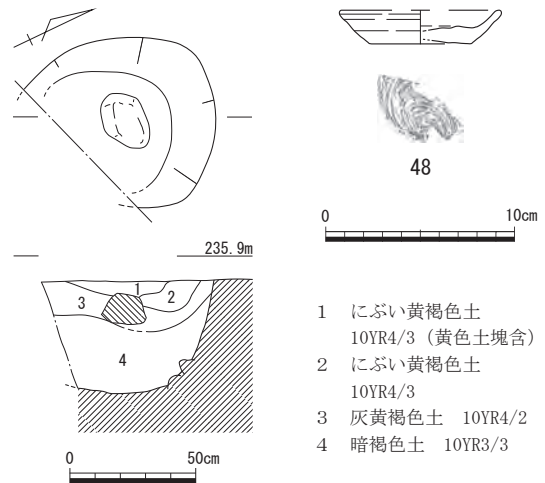 48
0 10cm
235.9m
1
2
3
4
0 50cm
1 にぶい黄褐色土
10YR4/3（黄色土塊含）
2 にぶい黄褐色土
10YR4/3
3 灰黄褐色土 10YR4/2
4 暗褐色土 10YR3/3